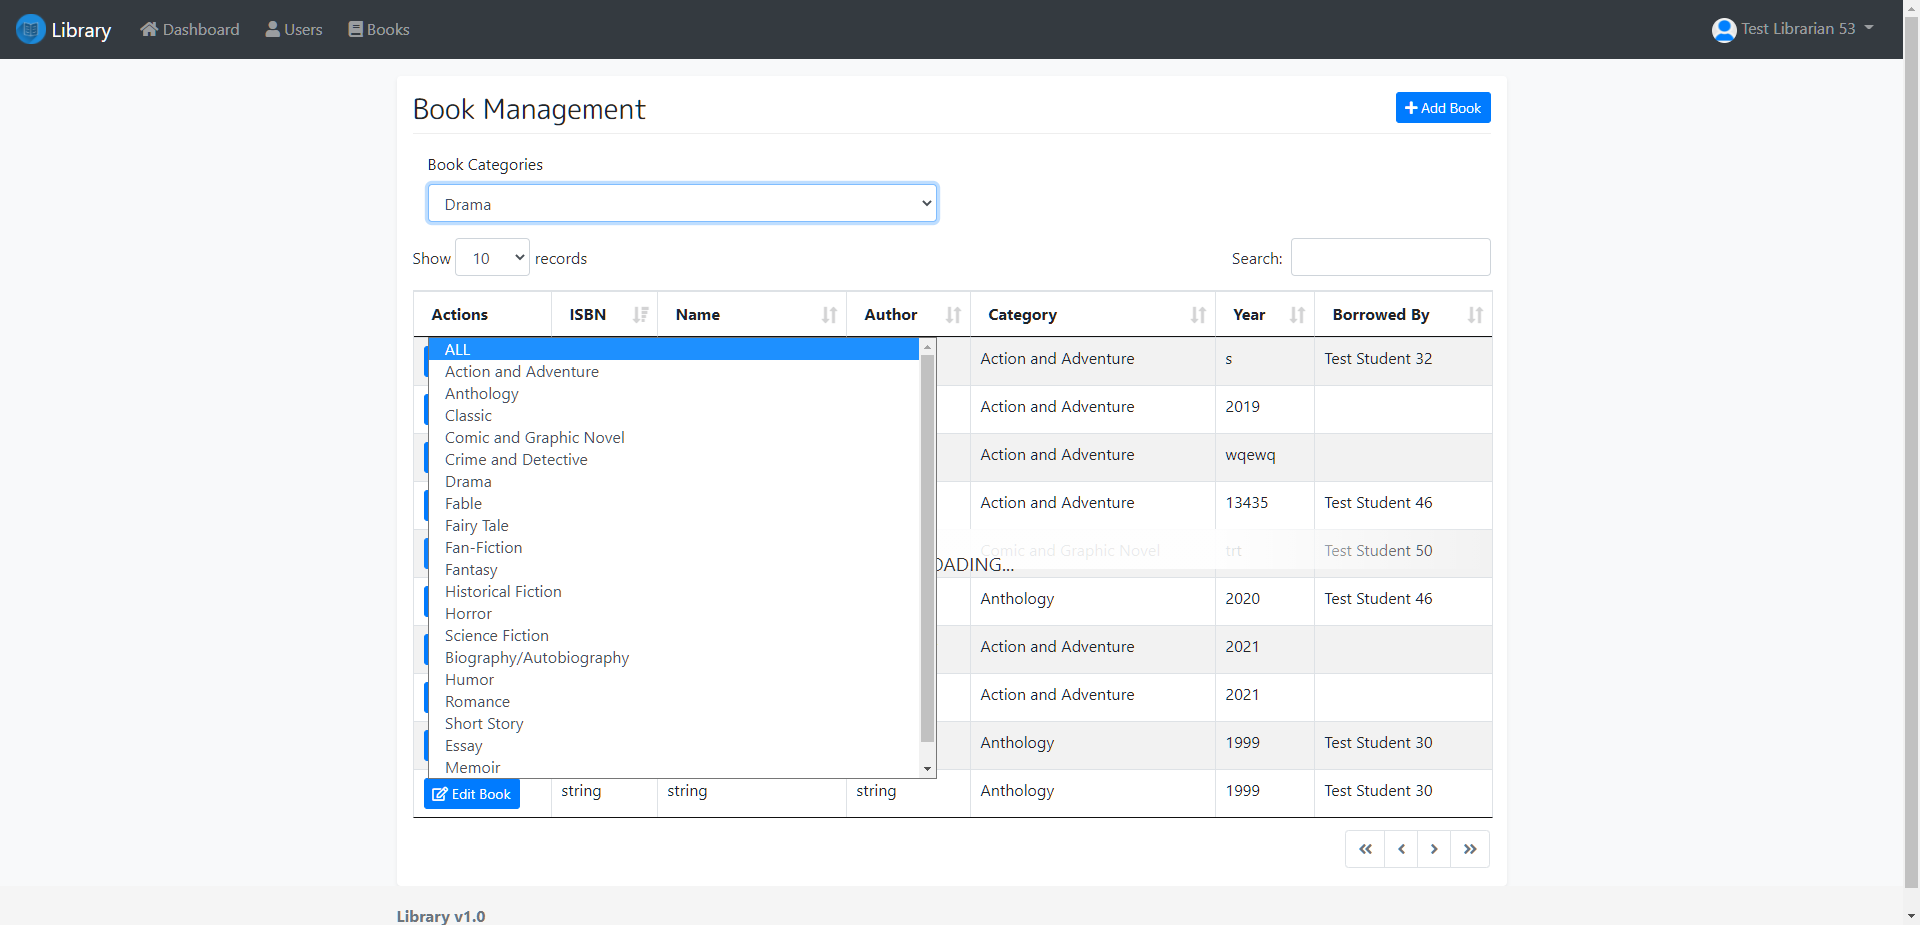 Library Dashboard Users Books Test Librarian 53
Book Management Add Book
Book Categories
Drama
Show 10 records Search:
Actions ISBN Name Author Category Year Borrowed By
ALL
Action and Adventure
Anthology
Classic
Comic and Graphic Novel
Crime and Detective
Drama
Fable
Fairy Tale
Fan-Fiction
Fantasy
Historical Fiction
Horror
Science Fiction
Biography/Autobiography
Humor
Romance
Short Story
Essay
Memoir
Action and Adventure s Test Student 32
Action and Adventure 2019
Action and Adventure wqewq
Action and Adventure 13435 Test Student 46
Comic and Graphic Novel trt Test Student 50
OADING...
Anthology 2020 Test Student 46
Action and Adventure 2021
Action and Adventure 2021
Anthology 1999 Test Student 30
Edit Book string string string Anthology 1999 Test Student 30
Library v1.0